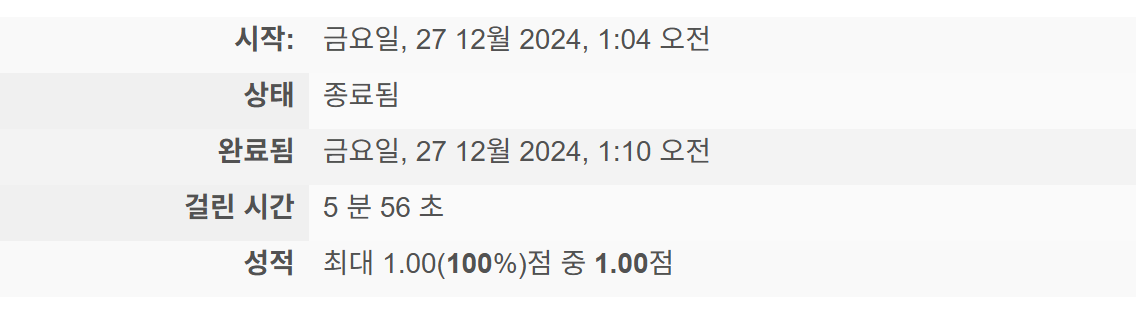 시작: 금요일, 27 12월 2024, 1:04 오전
상태 종료됨
완료됨 금요일, 27 12월 2024, 1:10 오전
걸린 시간 5 분 56 초
성적 최대 1.00(100%)점 중 1.00점